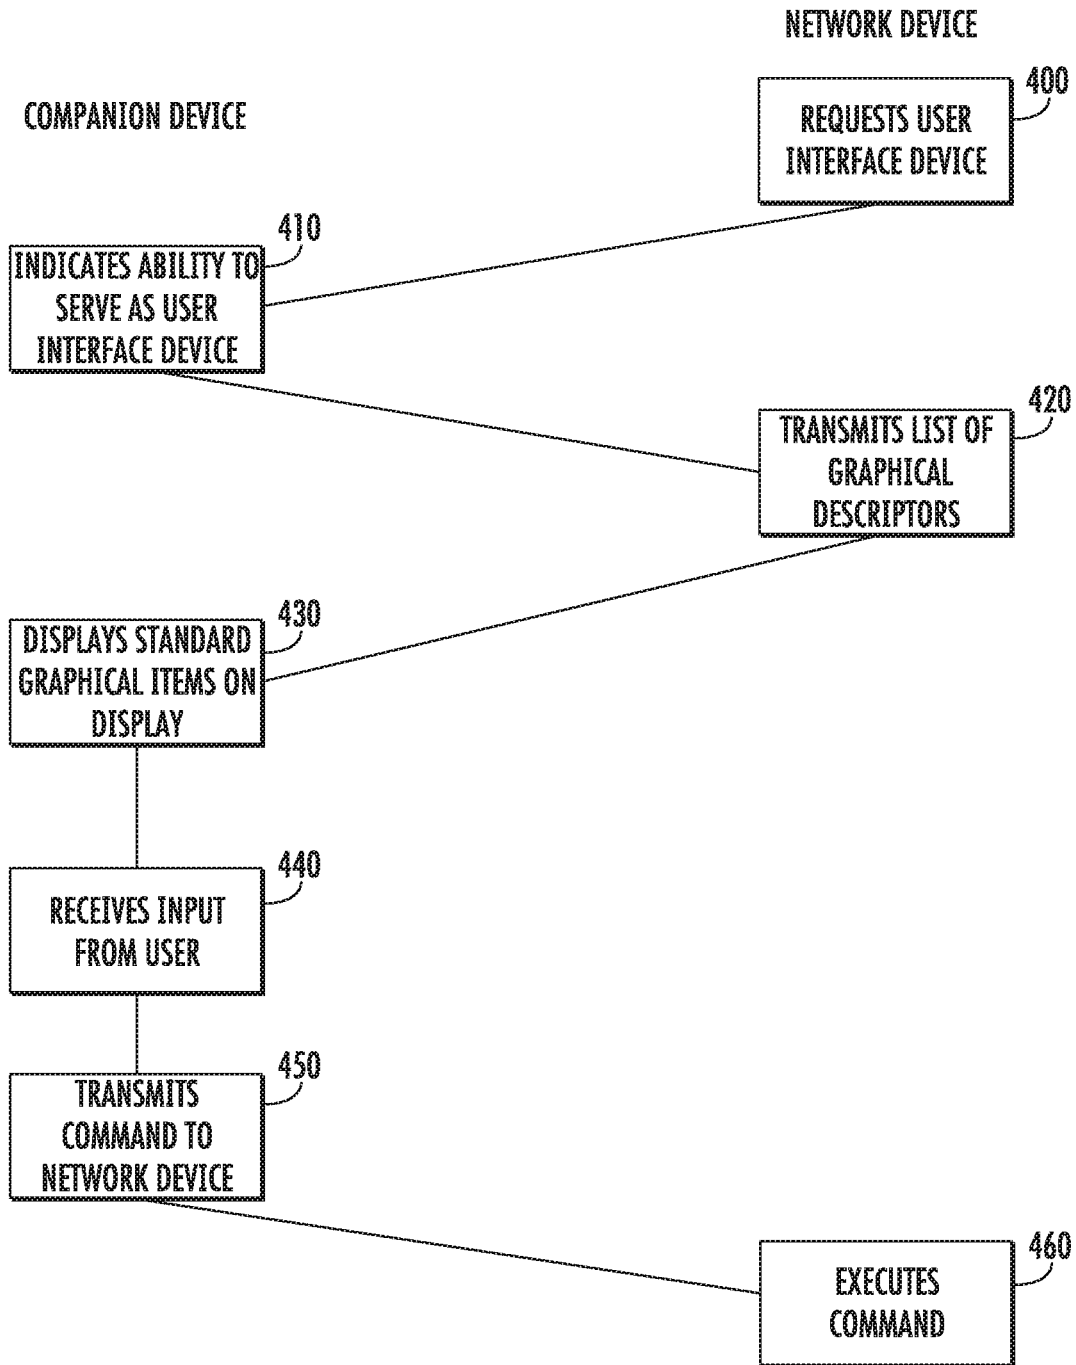 NETWORK DEVICE
COMPANION DEVICE
400
REQUESTS USER
INTERFACE DEVICE
410
INDICATES ABILITY TO
SERVE AS USER
INTERFACE DEVICE
420
TRANSMITS LIST OF
GRAPHICAL
DESCRIPTORS
430
DISPLAYS STANDARD
GRAPHICAL ITEMS ON
DISPLAY
440
RECEIVES INPUT
FROM USER
450
TRANSMITS
COMMAND TO
NETWORK DEVICE
460
EXECUTES
COMMAND